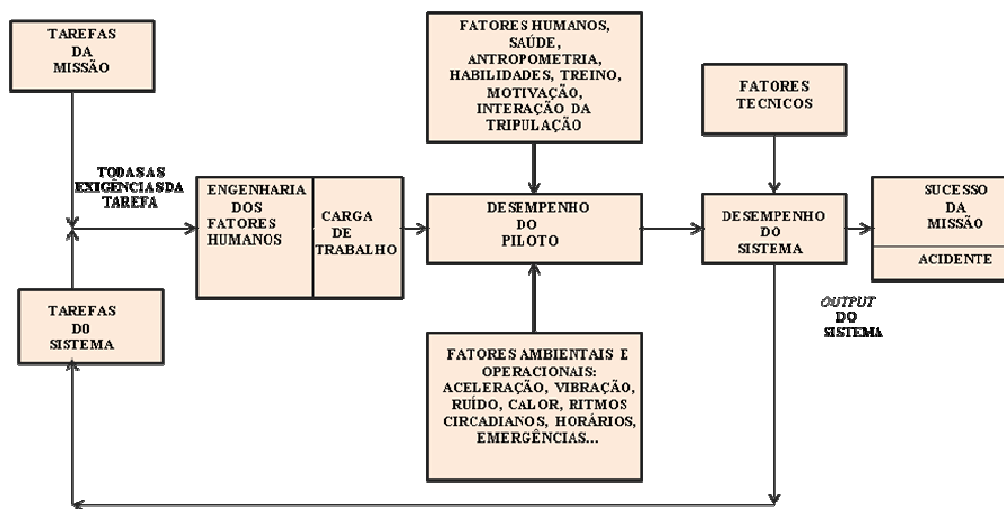 TAREFAS
DA
MISSÃO
TODAS AS
EXIGÊNCIAS DA
TAREFA
TAREFAS
DO
SISTEMA
ENGENHARIA
DOS
FATORES
HUMANOS
CARGA
DE
TRABALHO
FATORES HUMANOS,
SAÚDE,
ANTROPOMETRIA,
HABILIDADES, TREINO,
MOTIVAÇÃO,
INTERAÇÃO DA
TRIPULAÇÃO
DESEMPENHO
DO
PILOTO
FATORES AMBIENTAIS E
OPERACIONAIS:
ACELERAÇÃO, VIBRAÇÃO,
RUÍDO, CALOR, RITMOS
CIRCADIANOS, HORÁRIOS,
EMERGÊNCIAS...
FATORES
TECNICOS
DESEMPENHO
DO
SISTEMA
SUCESSO
DA
MISSÃO
ACIDENTE
OUTPUT
DO
SISTEMA